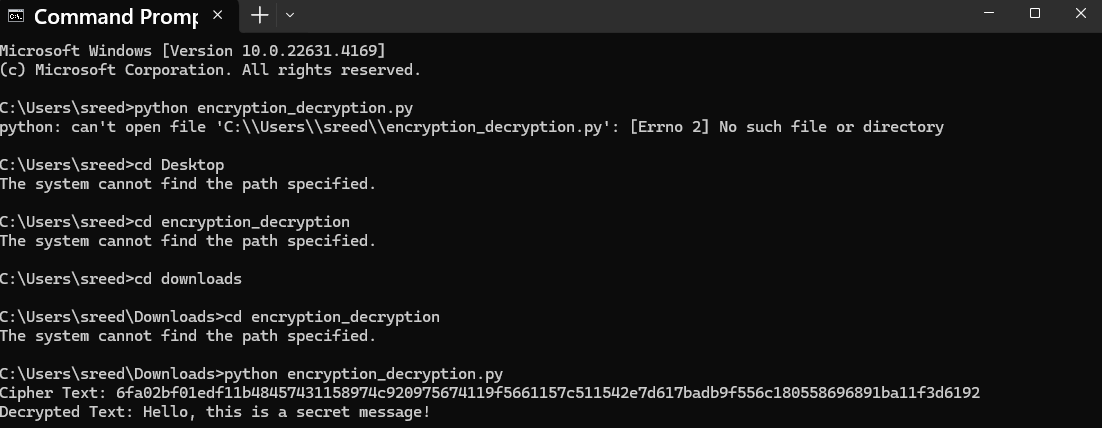 Command Promp
Microsoft Windows [Version 10.0.22631.4169]
(c) Microsoft Corporation. All rights reserved.
C:\Users\sreed>python encryption_decryption.py
python: can't open file 'C:\\Users\\sreed\\encryption_decryption.py': [Errno 2] No such file or directory
C:\Users\sreed>cd Desktop
The system cannot find the path specified.
C:\Users\sreed>cd encryption_decryption
The system cannot find the path specified.
C:\Users\sreed>cd downloads
C:\Users\sreed\Downloads>cd encryption_decryption
The system cannot find the path specified.
C:\Users\sreed\Downloads>python encryption_decryption.py
Cipher Text: 6fa02bf01edf11b48457431158974c920975674119f5661157c511542e7d617badb9f556c180558696891ba11f3d6192
Decrypted Text: Hello, this is a secret message!